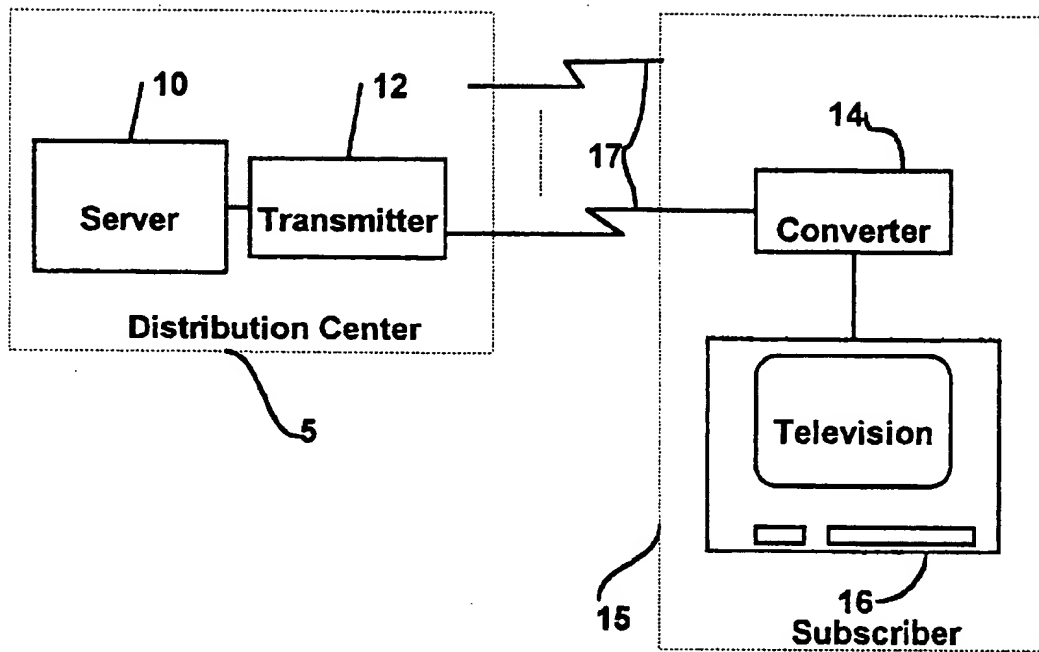 10
12
Server
Transmitter
Distribution Center
5
17
14
Converter
Television
15
16
Subscriber